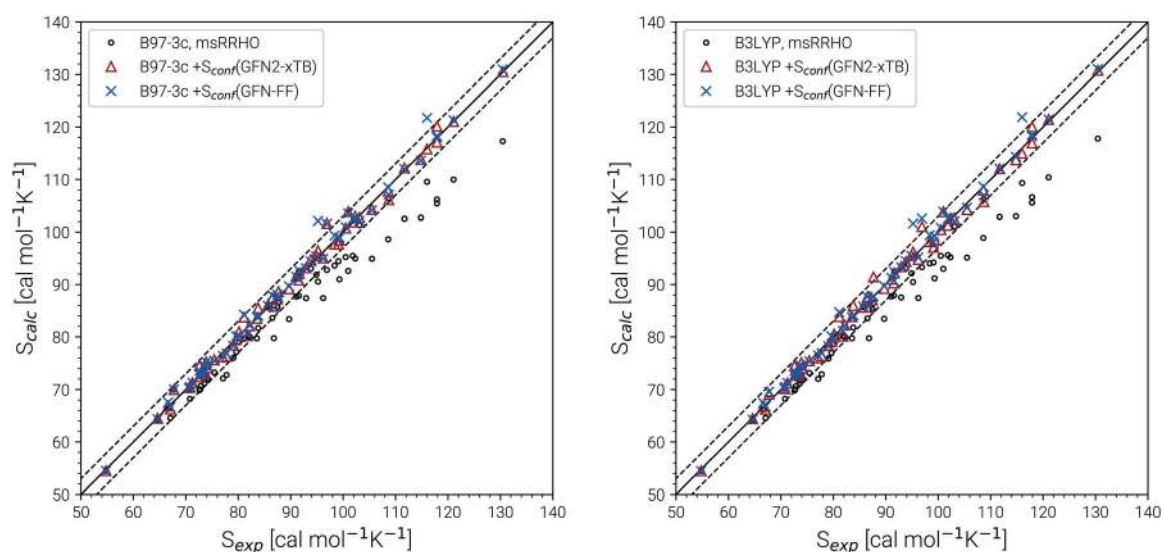 140
130
120
110
100
90
80
70
60
50
S_calc [cal mol⁻¹K⁻¹]
B97-3c, msRRHO
B97-3c +S_conf(GFN2-xTB)
B97-3c +S_conf(GFN-FF)
50 60 70 80 90 100 110 120 130 140
S_exp [cal mol⁻¹K⁻¹]
140
130
120
110
100
90
80
70
60
50
S_calc [cal mol⁻¹K⁻¹]
B3LYP, msRRHO
B3LYP +S_conf(GFN2-xTB)
B3LYP +S_conf(GFN-FF)
50 60 70 80 90 100 110 120 130 140
S_exp [cal mol⁻¹K⁻¹]